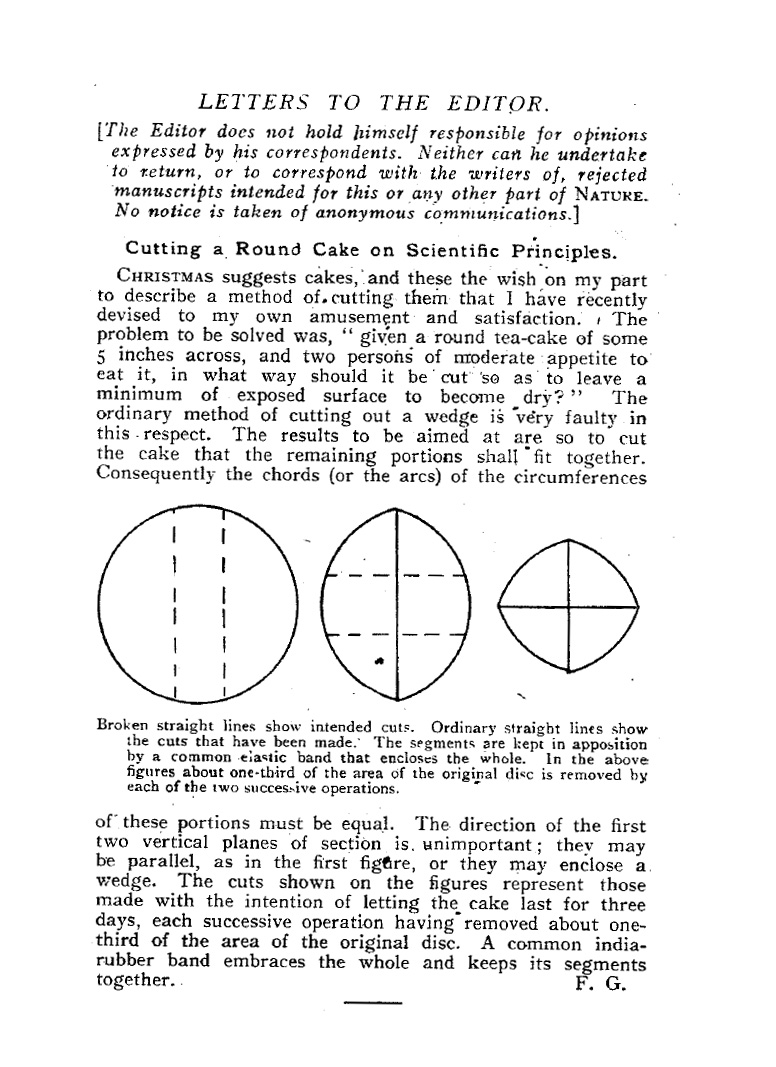 LETTERS TO THE EDITOR.
[The Editor does not hold himself responsible for opinions
expressed by his correspondents. Neither can he undertake
to return, or to correspond with the writers of, rejected
manuscripts intended for this or any other part of NATURE.
No notice is taken of anonymous communications.]
Cutting a Round Cake on Scientific Principles.
CHRISTMAS suggests cakes, and these the wish on my part
to describe a method of cutting them that I have recently
devised to my own amusement and satisfaction. The
problem to be solved was, “ given a round tea-cake of some
5 inches across, and two persons of moderate appetite to
eat it, in what way should it be cut so as to leave a
minimum of exposed surface to become dry? ” The
ordinary method of cutting out a wedge is very faulty in
this respect. The results to be aimed at are so to cut
the cake that the remaining portions shall fit together.
Consequently the chords (or the arcs) of the circumferences
Broken straight lines show intended cuts. Ordinary straight lines show
the cuts that have been made. The segments are kept in apposition
by a common elastic band that encloses the whole. In the above
figures about one-third of the area of the original disc is removed by
each of the two successive operations.
of these portions must be equal. The direction of the first
two vertical planes of section is unimportant; they may
be parallel, as in the first figure, or they may enclose a
wedge. The cuts shown on the figures represent those
made with the intention of letting the cake last for three
days, each successive operation having removed about one-
third of the area of the original disc. A common india-
rubber band embraces the whole and keeps its segments
together. F. G.